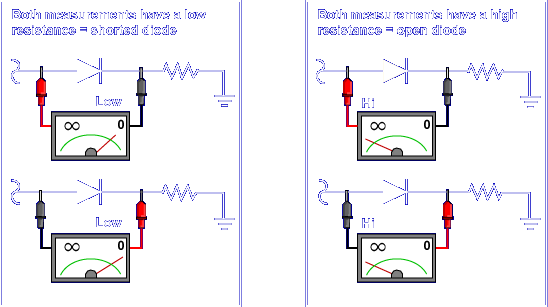 Both measurements have a low
resistance = shorted diode
Low
∞ 0
Low
∞ 0
Both measurements have a high
resistance = open diode
Hi
∞ 0
Hi
∞ 0